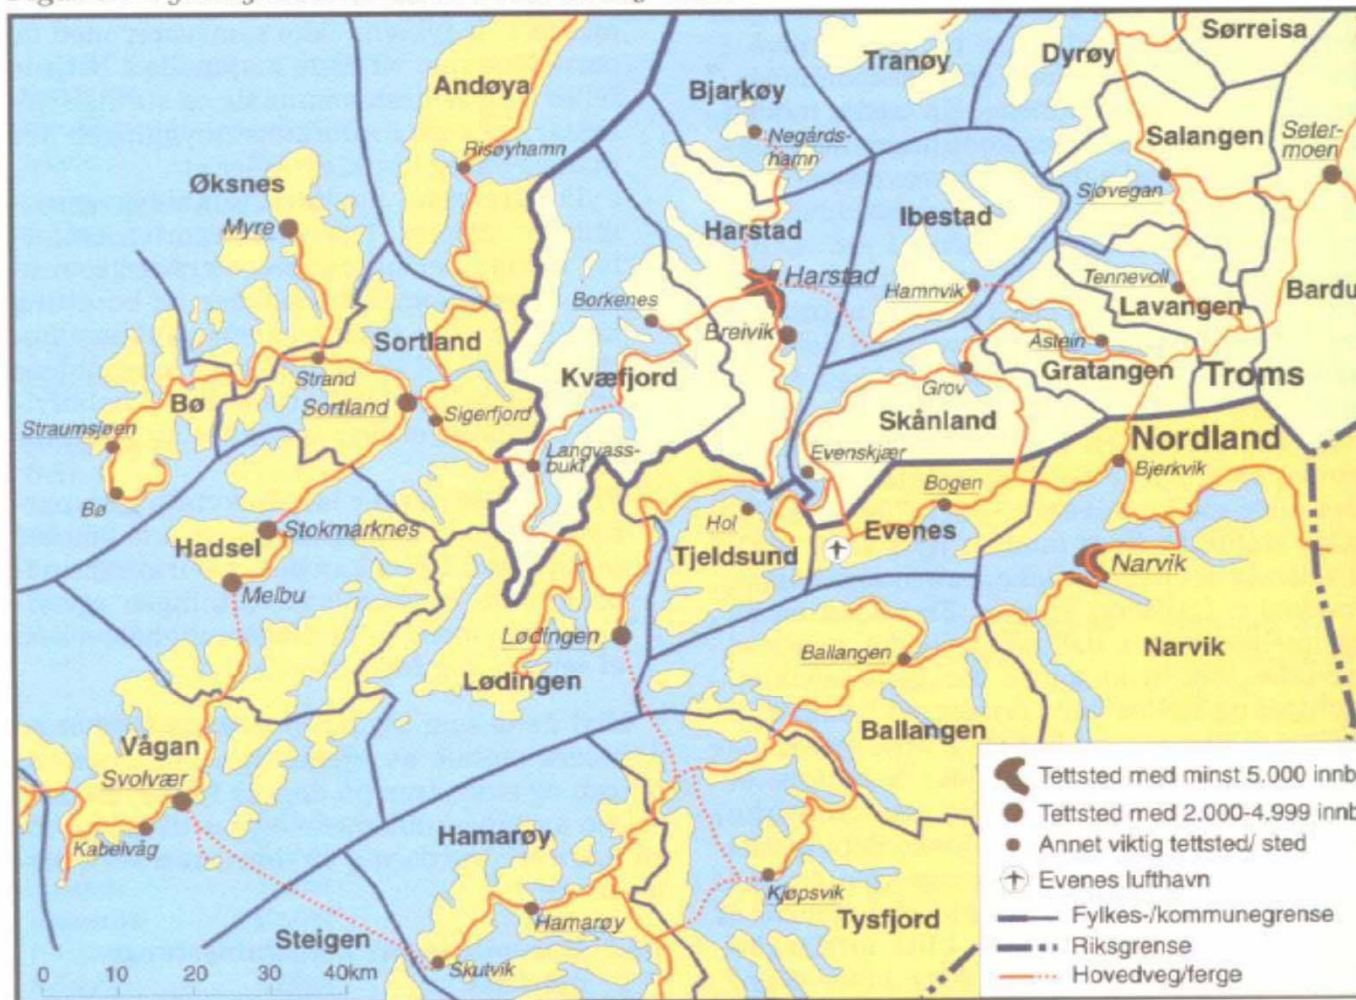 Sørreisa
Dyrøy
Tranøy
Andøya
Bjarkøy
Negårds-
hamn
Salangen
Seter-
moen
Risøyhamn
Øksnes
Sjøvegan
Myre
Harstad
Ibestad
Harstad
Tennevoll
Hamnvik
Bardu
Borkenes
Lavangen
Breivik
Sortland
Åstein
Strand
Kvæfjord
Gratangen
Troms
Grov
Bø
Sortland
Sigerfjord
Skånland
Straumsjøen
Nordland
Langvass-
bukt
Evenskjær
Bjerkvik
Bogen
Bø
Hol
Evenes
Stokmarknes
Hadsel
Tjeldsund
Narvik
Melbu
Lødingen
Ballangen
Narvik
Lødingen
Vågan
Ballangen
Svolvær
Kabelvåg
Hamarøy
Kjøpsvik
Hamarøy
Tysfjord
Steigen
Skutvik
0 10 20 30 40km
Tettsted med minst 5.000 innb
Tettsted med 2.000-4.999 innb
Annet viktig tettsted/ sted
Evenes lufthavn
Fylkes-/kommunegrense
Riksgrense
Hovedveg/ferge